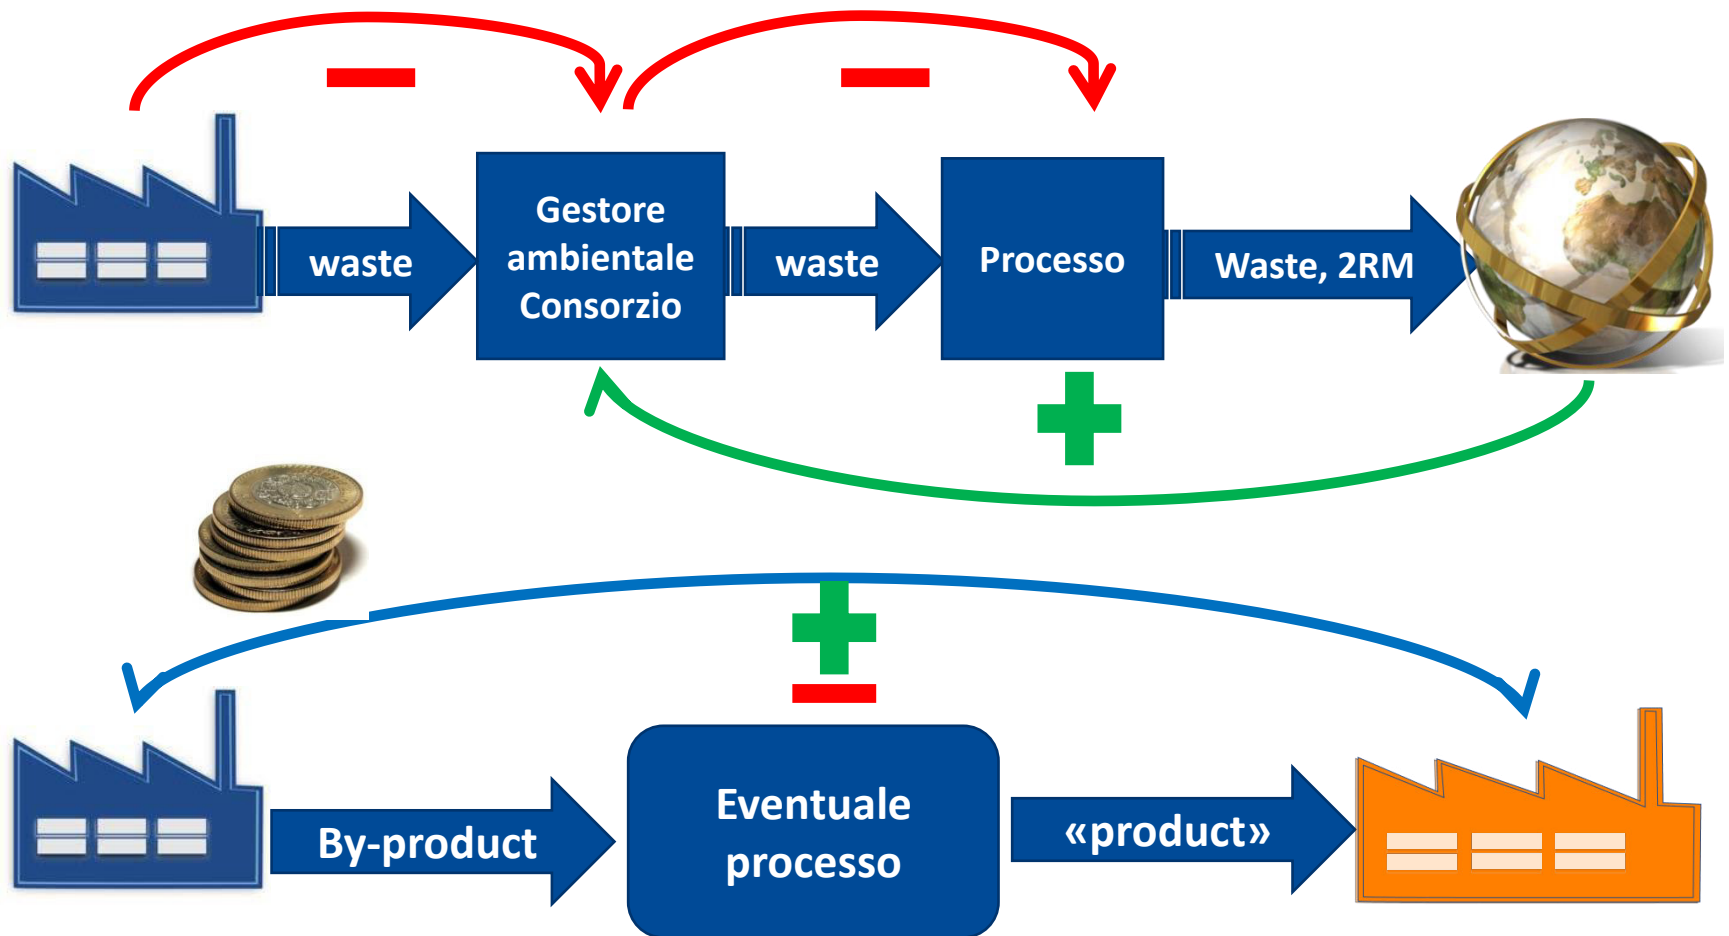 waste
Gestore
ambientale
Consorzio
waste
Processo
Waste, 2RM
By-product
Eventuale
processo
«product»